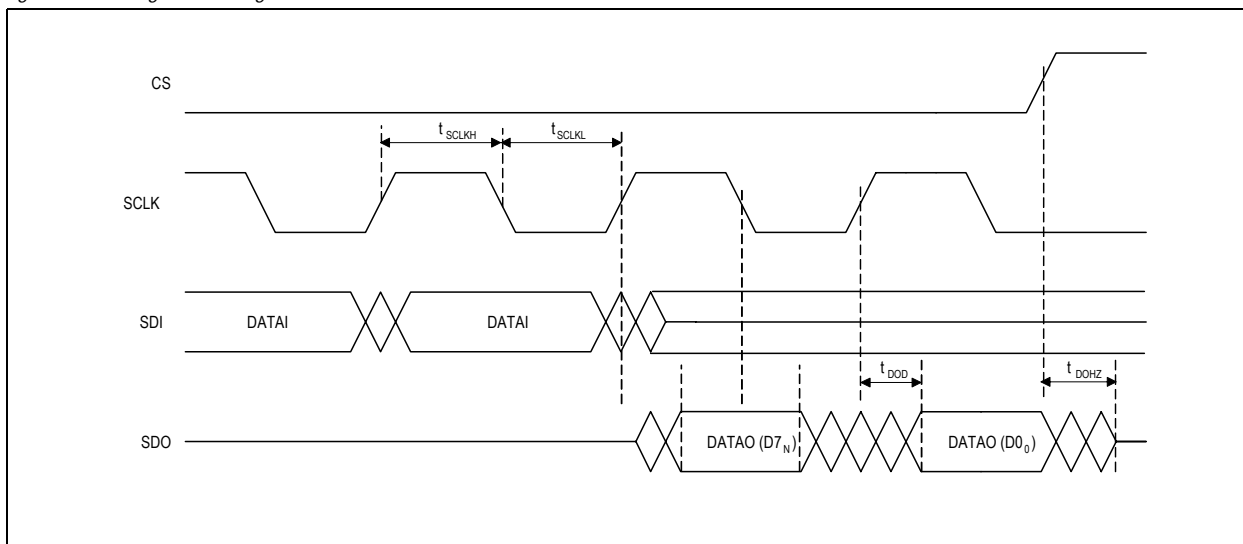 CS
t SCLKH
t SCLKL
SCLK
SDI
DATAI
DATAI
t DOD
t DOHZ
SDO
DATAO (D7N)
DATAO (D00)